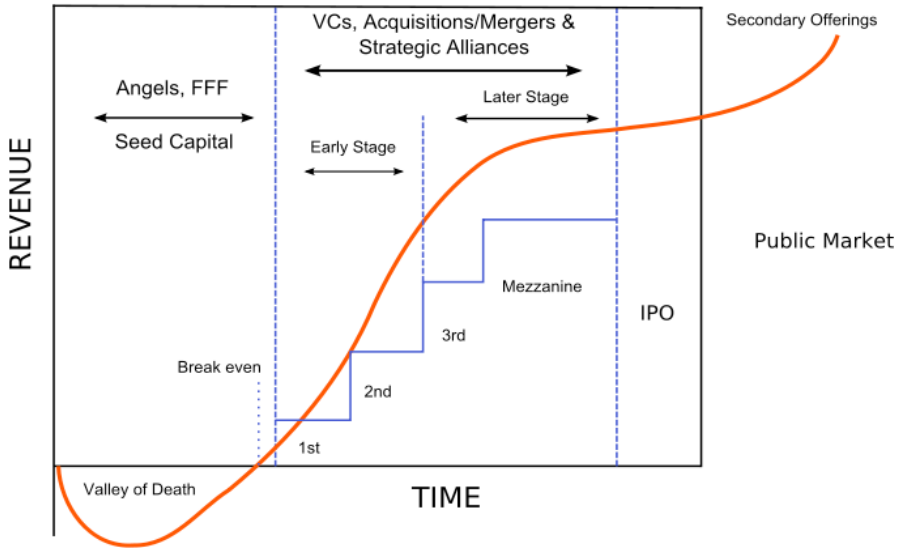 Secondary Offerings
VCs, Acquisitions/Mergers &
Strategic Alliances
Angels, FFF
Seed Capital
Later Stage
Early Stage
REVENUE
Public Market
Mezzanine
IPO
3rd
Break even
2nd
1st
Valley of Death
TIME